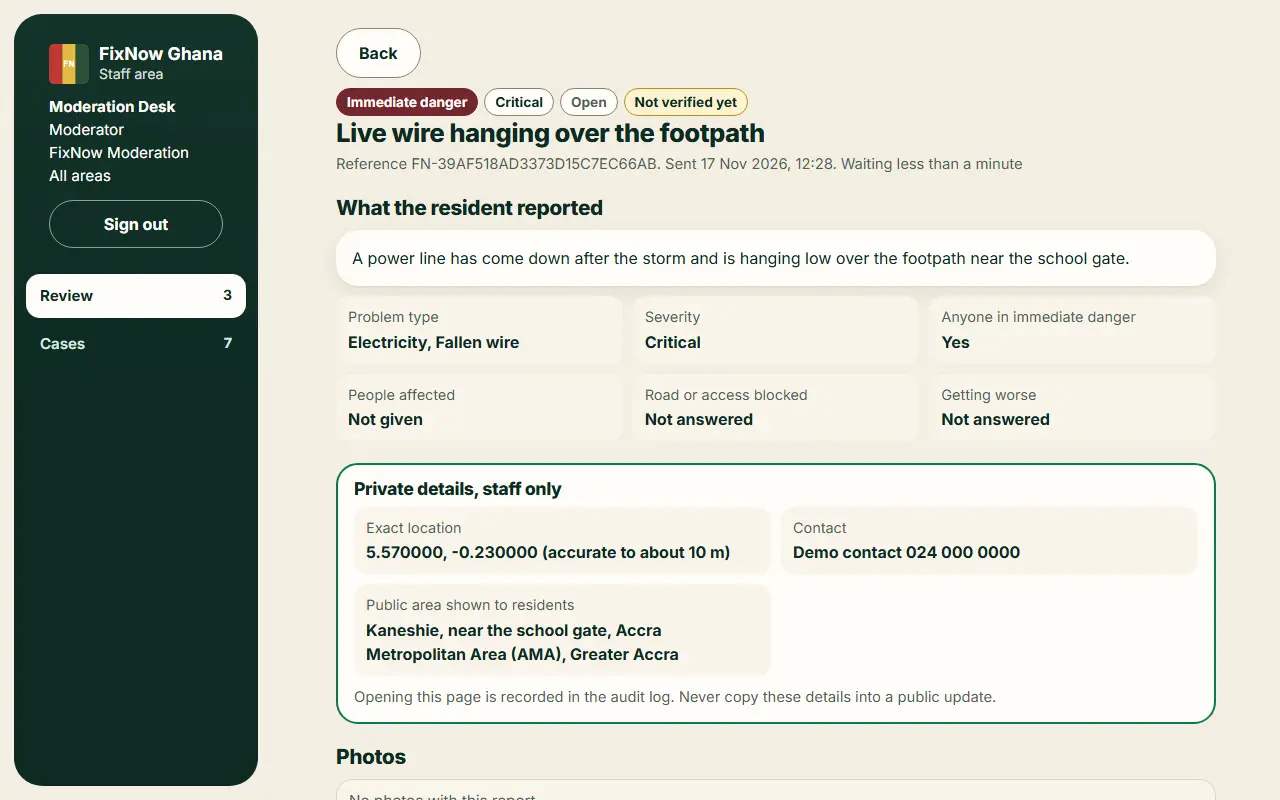 FN
FixNow Ghana
Staff area
Moderation Desk
Moderator
FixNow Moderation
All areas
Sign out
Review 3
Cases 7
Back
Immediate danger Critical Open Not verified yet
Live wire hanging over the footpath
Reference FN-39AF518AD3373D15C7EC66AB. Sent 17 Nov 2026, 12:28. Waiting less than a minute
What the resident reported
A power line has come down after the storm and is hanging low over the footpath near the school gate.
Problem type
Electricity, Fallen wire
Severity
Critical
Anyone in immediate danger
Yes
People affected
Not given
Road or access blocked
Not answered
Getting worse
Not answered
Private details, staff only
Exact location
5.570000, -0.230000 (accurate to about 10 m)
Contact
Demo contact 024 000 0000
Public area shown to residents
Kaneshie, near the school gate, Accra
Metropolitan Area (AMA), Greater Accra
Opening this page is recorded in the audit log. Never copy these details into a public update.
Photos
No photos with this report